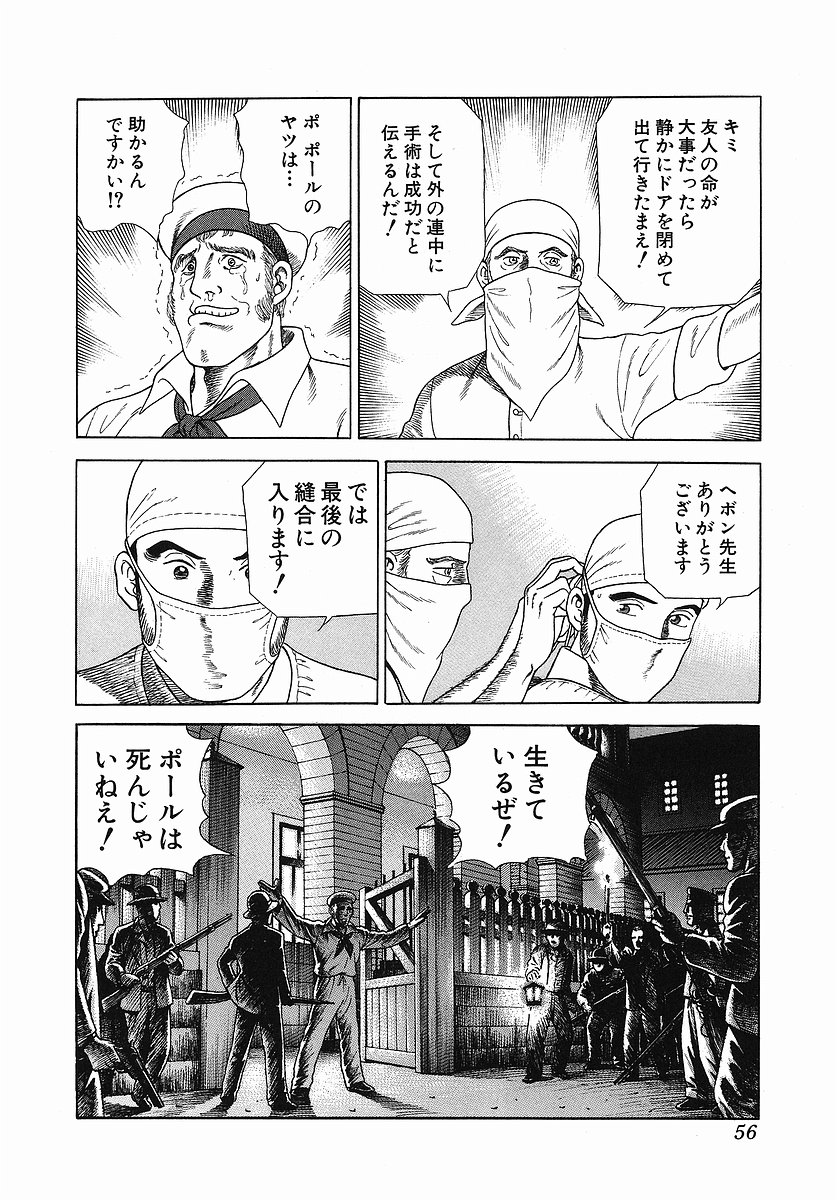 キミ
友人の命が
大事だったら
静かにドアを閉めて
出て行きたまえ!
そして外の連中に
手術は成功だと
伝えるんだ!
ポ ポールの
ヤツは…
助かるん
ですかい!?
ヘボン先生
ありがとう
ございます
では
最後の
縫合に
入ります!
生きて
いるぜ!
ポールは
死んじゃ
いねえ!
56